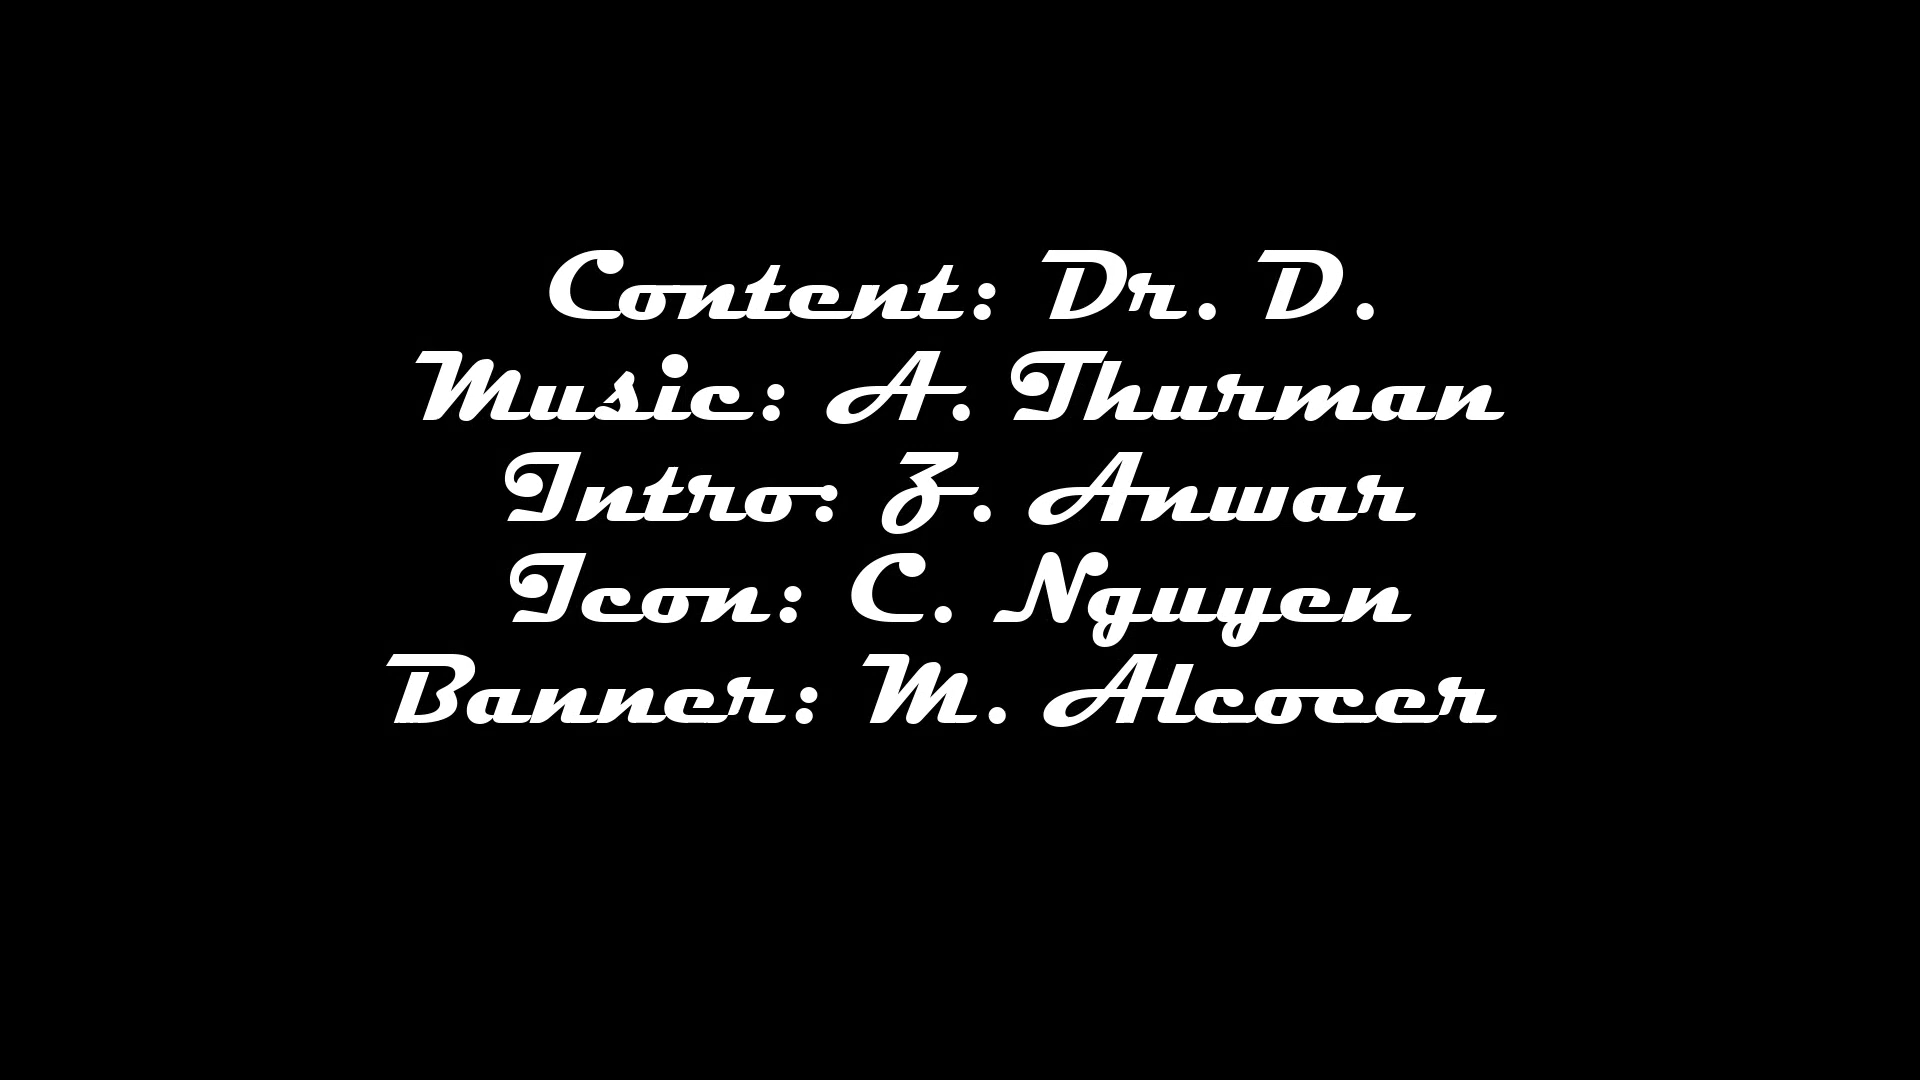 Content: Dr. D.
Music: A. Thurman
Intro: Z. Anwar
Icon: C. Nguyen
Banner: M. Alcocer